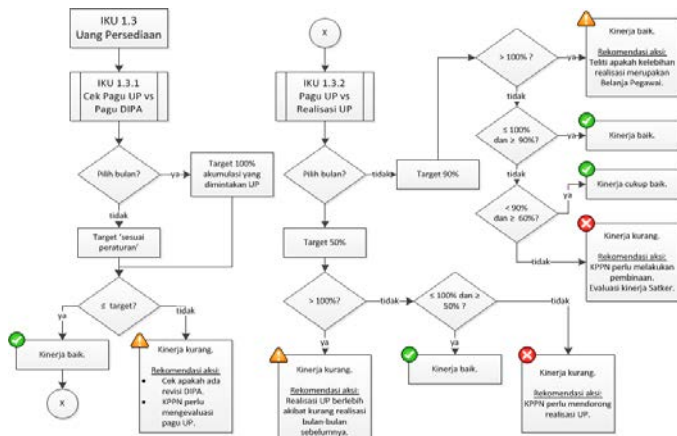 IKU 1.3
Uang Persediaan
IKU 1.3.1
Cek Pagu UP vs
Pagu DIPA
Pilih bulan?
ya
Target 100%
akumulasi yang
dimintakan UP
tidak
Target 'sesuai
peraturan'
≤ target?
ya
tidak
Kinerja baik.
X
Kinerja kurang.
Rekomendasi aksi:
• Cek apakah ada
revisi DIPA.
• KPPN perlu
mengevaluasi
pagu UP.
X
IKU 1.3.2
Pagu UP vs
Realisasi UP
Pilih bulan?
tidak
Target 90%
ya
Target 50%
> 100%?
tidak
≤ 100% dan ≥
50% ?
tidak
ya
ya
Kinerja kurang.
Rekomendasi aksi:
Realisasi UP berlebih
akibat kurang realisasi
bulan-bulan
sebelumnya.
Kinerja baik.
Kinerja kurang.
Rekomendasi aksi:
KPPN perlu mendorong
realisasi UP.
> 100% ?
ya
Kinerja baik.
Rekomendasi aksi:
Teliti apakah kelebihan
realisasi merupakan
Belanja Pegawai.
tidak
≤ 100%
dan ≥ 90%?
ya
Kinerja baik.
tidak
< 90%
dan ≥ 60%?
ya
Kinerja cukup baik.
tidak
Kinerja kurang.
Rekomendasi aksi:
KPPN perlu melakukan
pembinaan.
Evaluasi kinerja Satker.